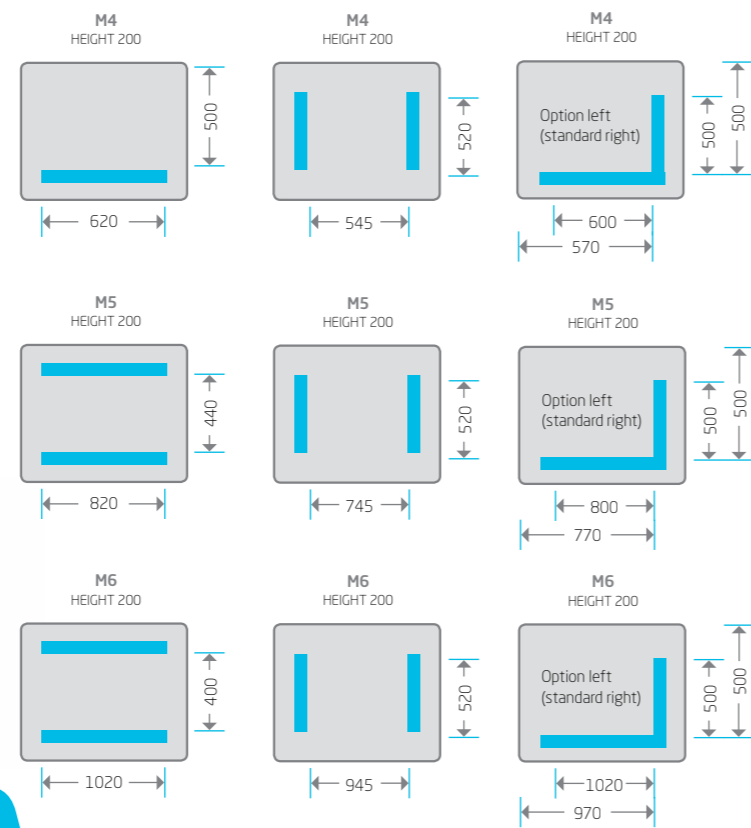 M4
HEIGHT 200
500
620
M4
HEIGHT 200
520
545
M4
HEIGHT 200
Option left
(standard right)
500
500
600
570
M5
HEIGHT 200
440
820
M5
HEIGHT 200
520
745
M5
HEIGHT 200
Option left
(standard right)
500
500
800
770
M6
HEIGHT 200
400
1020
M6
HEIGHT 200
520
945
M6
HEIGHT 200
Option left
(standard right)
500
500
1020
970